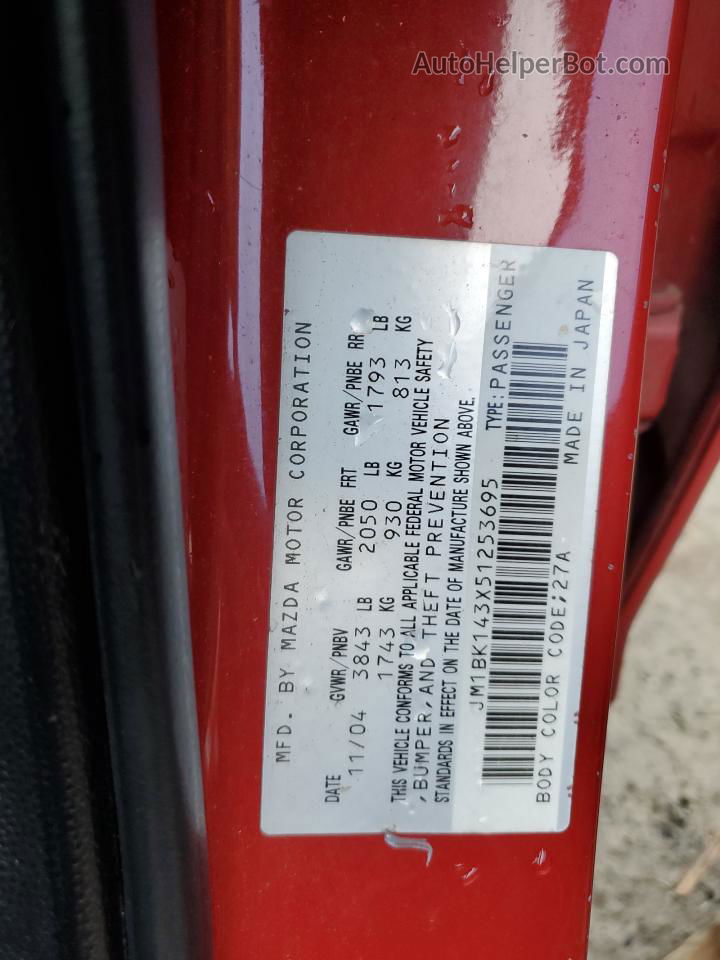 AutoHelperBot.com
MFD. BY MAZDA MOTOR CORPORATION
DATE GVWR/PNBV GAWR/PNBE FRT GAWR/PNBE RR
11/04 3843 LB 2050 LB 1793 LB
1743 KG 930 KG 813 KG
THIS VEHICLE CONFORMS TO ALL APPLICABLE FEDERAL MOTOR VEHICLE SAFETY
,BUMPER,AND THEFT PREVENTION
STANDARDS IN EFFECT ON THE DATE OF MANUFACTURE SHOWN ABOVE.
JM1BK143X51253695 TYPE:PASSENGER
BODY COLOR CODE;27A MADE IN JAPAN